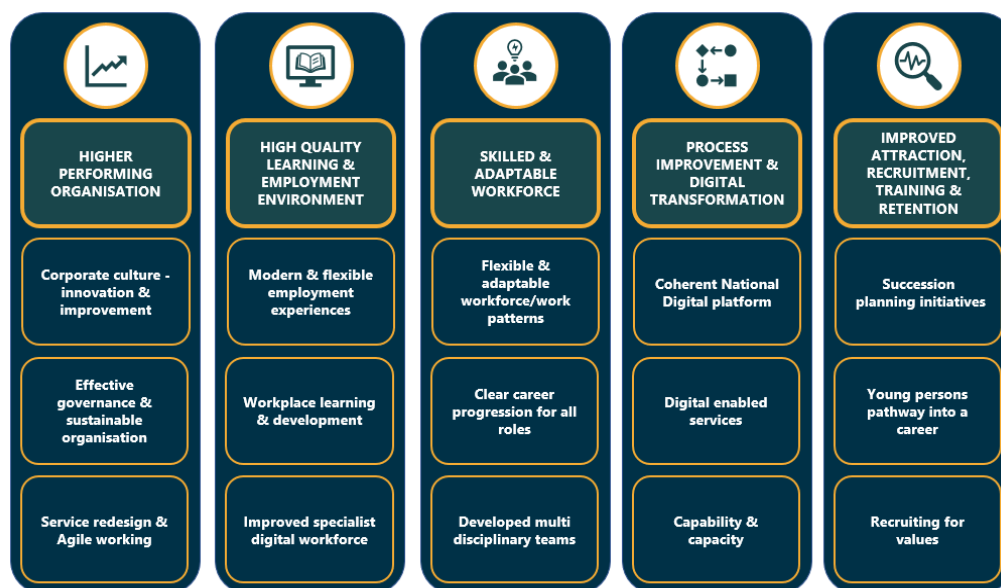 HIGHER
PERFORMING
ORGANISATION
Corporate culture -
innovation &
improvement
Effective
governance &
sustainable
organisation
Service redesign &
Agile working
HIGH QUALITY
LEARNING &
EMPLOYMENT
ENVIRONMENT
Modern & flexible
employment
experiences
Workplace learning
& development
Improved specialist
digital workforce
SKILLED &
ADAPTABLE
WORKFORCE
Flexible &
adaptable
workforce/work
patterns
Clear career
progression for all
roles
Developed multi
disciplinary teams
PROCESS
IMPROVEMENT &
DIGITAL
TRANSFORMATION
Coherent National
Digital platform
Digital enabled
services
Capability &
capacity
IMPROVED
ATTRACTION,
RECRUITMENT,
TRAINING &
RETENTION
Succession
planning initiatives
Young persons
pathway into a
career
Recruiting for
values